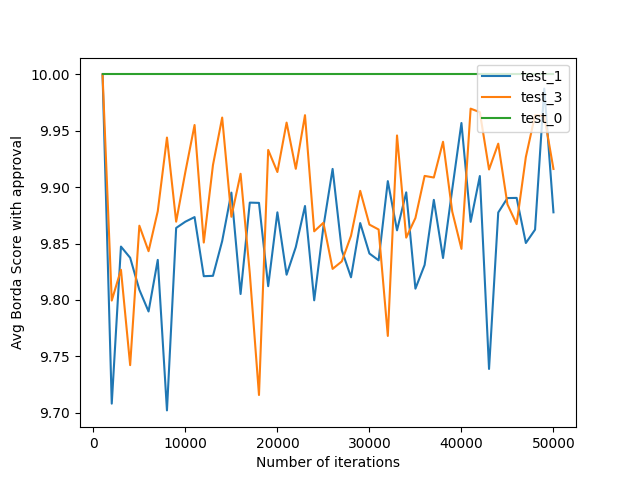 10.00
9.95
9.90
9.85
9.80
9.75
9.70
Avg Borda Score with approval
test_1
test_3
test_0
0
10000
20000
30000
40000
50000
Number of iterations